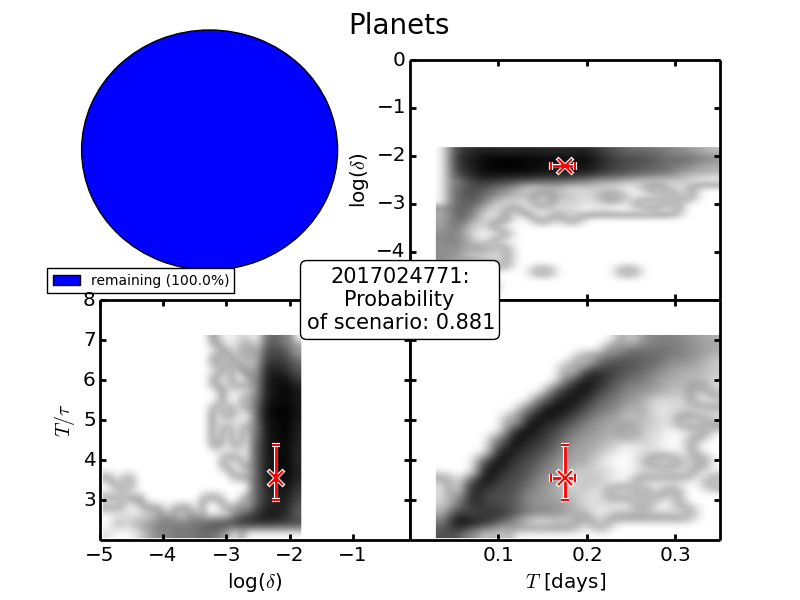 Planets
0
−1
−2
−3
−4
log(δ)
remaining (100.0%)
2017024771:
Probability
of scenario: 0.881
8
7
6
5
4
3
T/τ
−5 −4 −3 −2 −1
log(δ)
0.1 0.2 0.3
T [days]